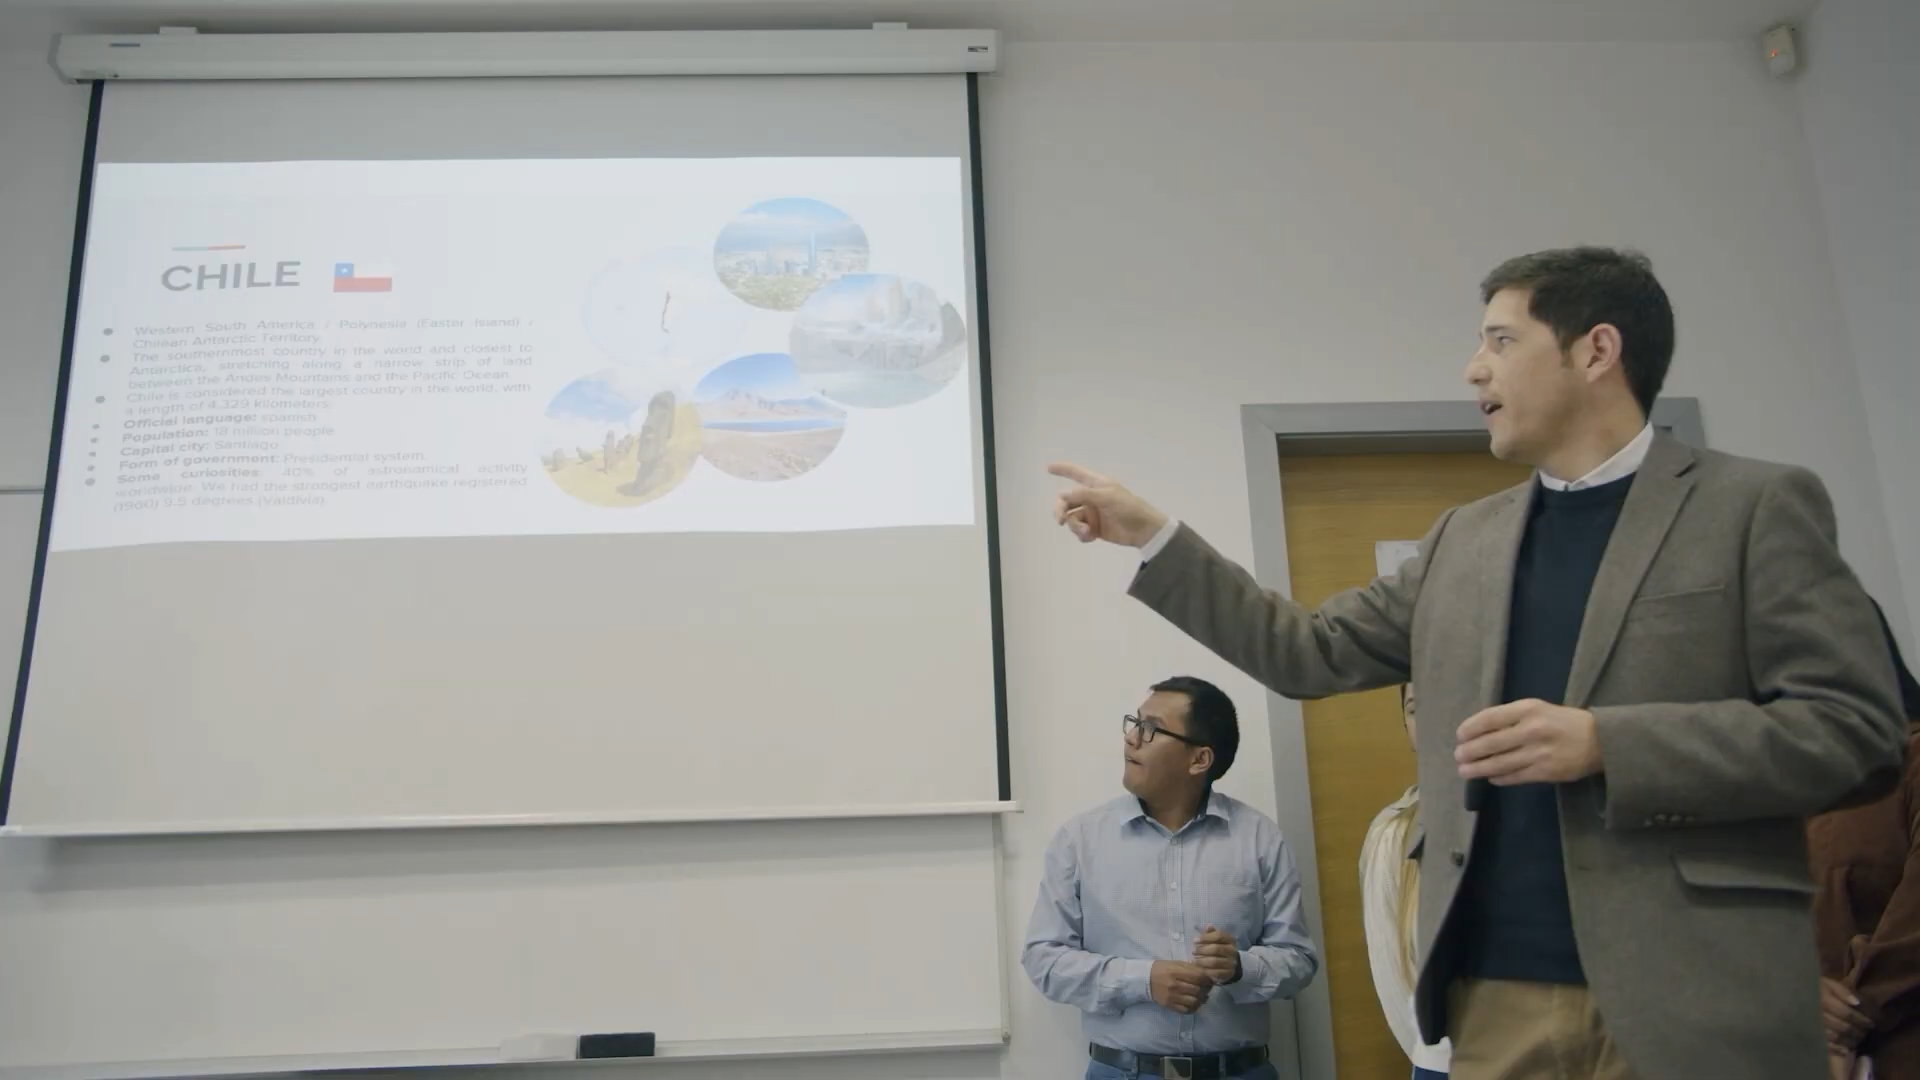 CHILE
Western South America / Polynesia (Easter Island) /
Chilean Antarctic Territory
The southernmost country in the world and closest to
Antarctica, stretching along a narrow strip of land
between the Andes Mountains and the Pacific Ocean.
Chile is considered the largest country in the world, with
a length of 4,329 kilometers.
Official language: spanish
Population: 18 million people
Capital city: Santiago
Form of government: Presidential system.
Some curiosities: 40% of astronamical activity
worldwide. We had the strongest earthquake registered
(1960) 9.5 degrees (Valdivia)